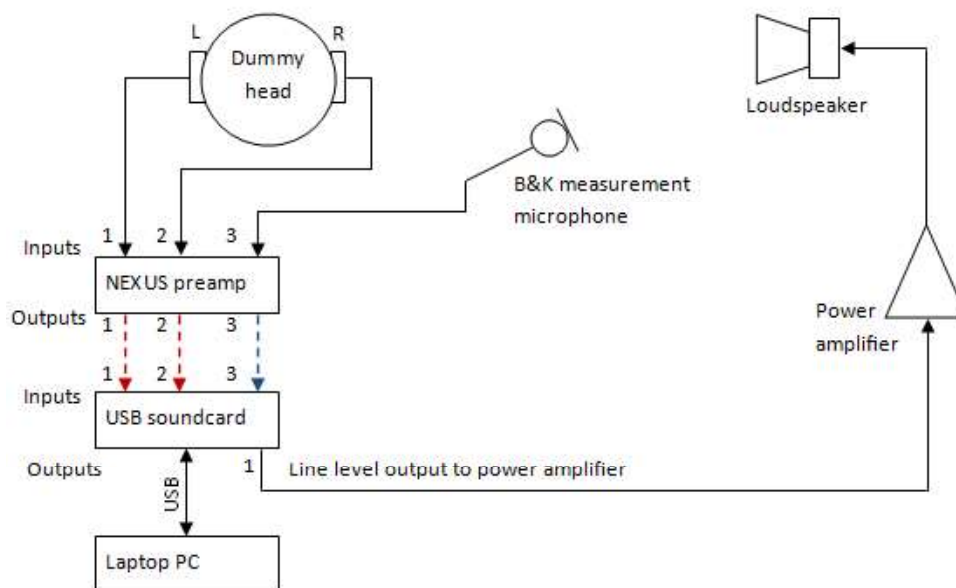 L
R
Dummy
head
Loudspeaker
B&K measurement
microphone
1 2 3
Inputs
NEXUS preamp
Outputs
1 2 3
Power
amplifier
1 2 3
Inputs
USB soundcard
Outputs
1 Line level output to power amplifier
USB
Laptop PC